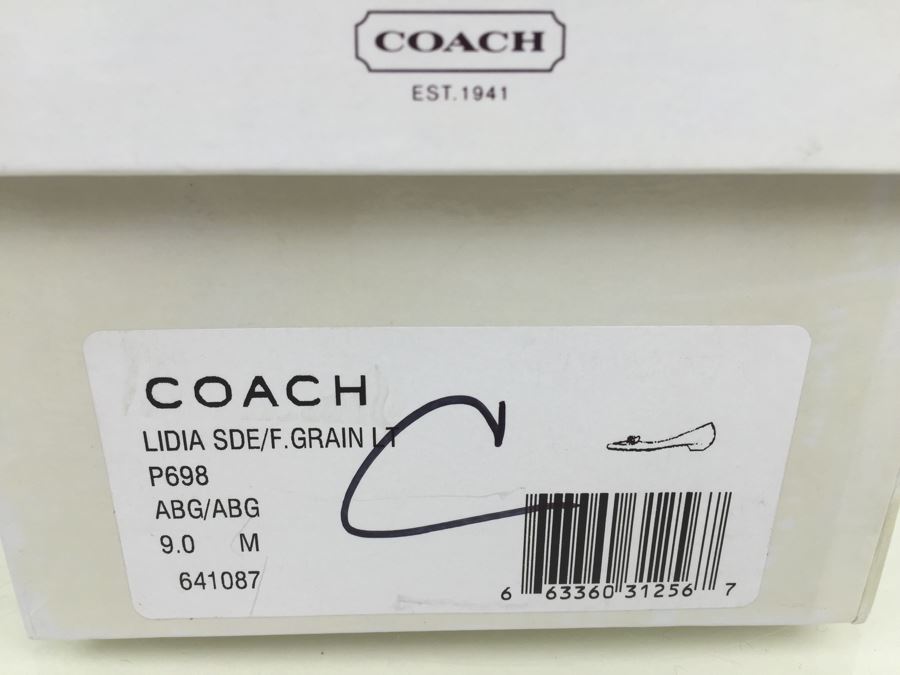 COACH
EST.1941
COACH
LIDIA SDE/F.GRAIN LT
P698
ABG/ABG
9.0 M
641087
C
6 63360 31256 7